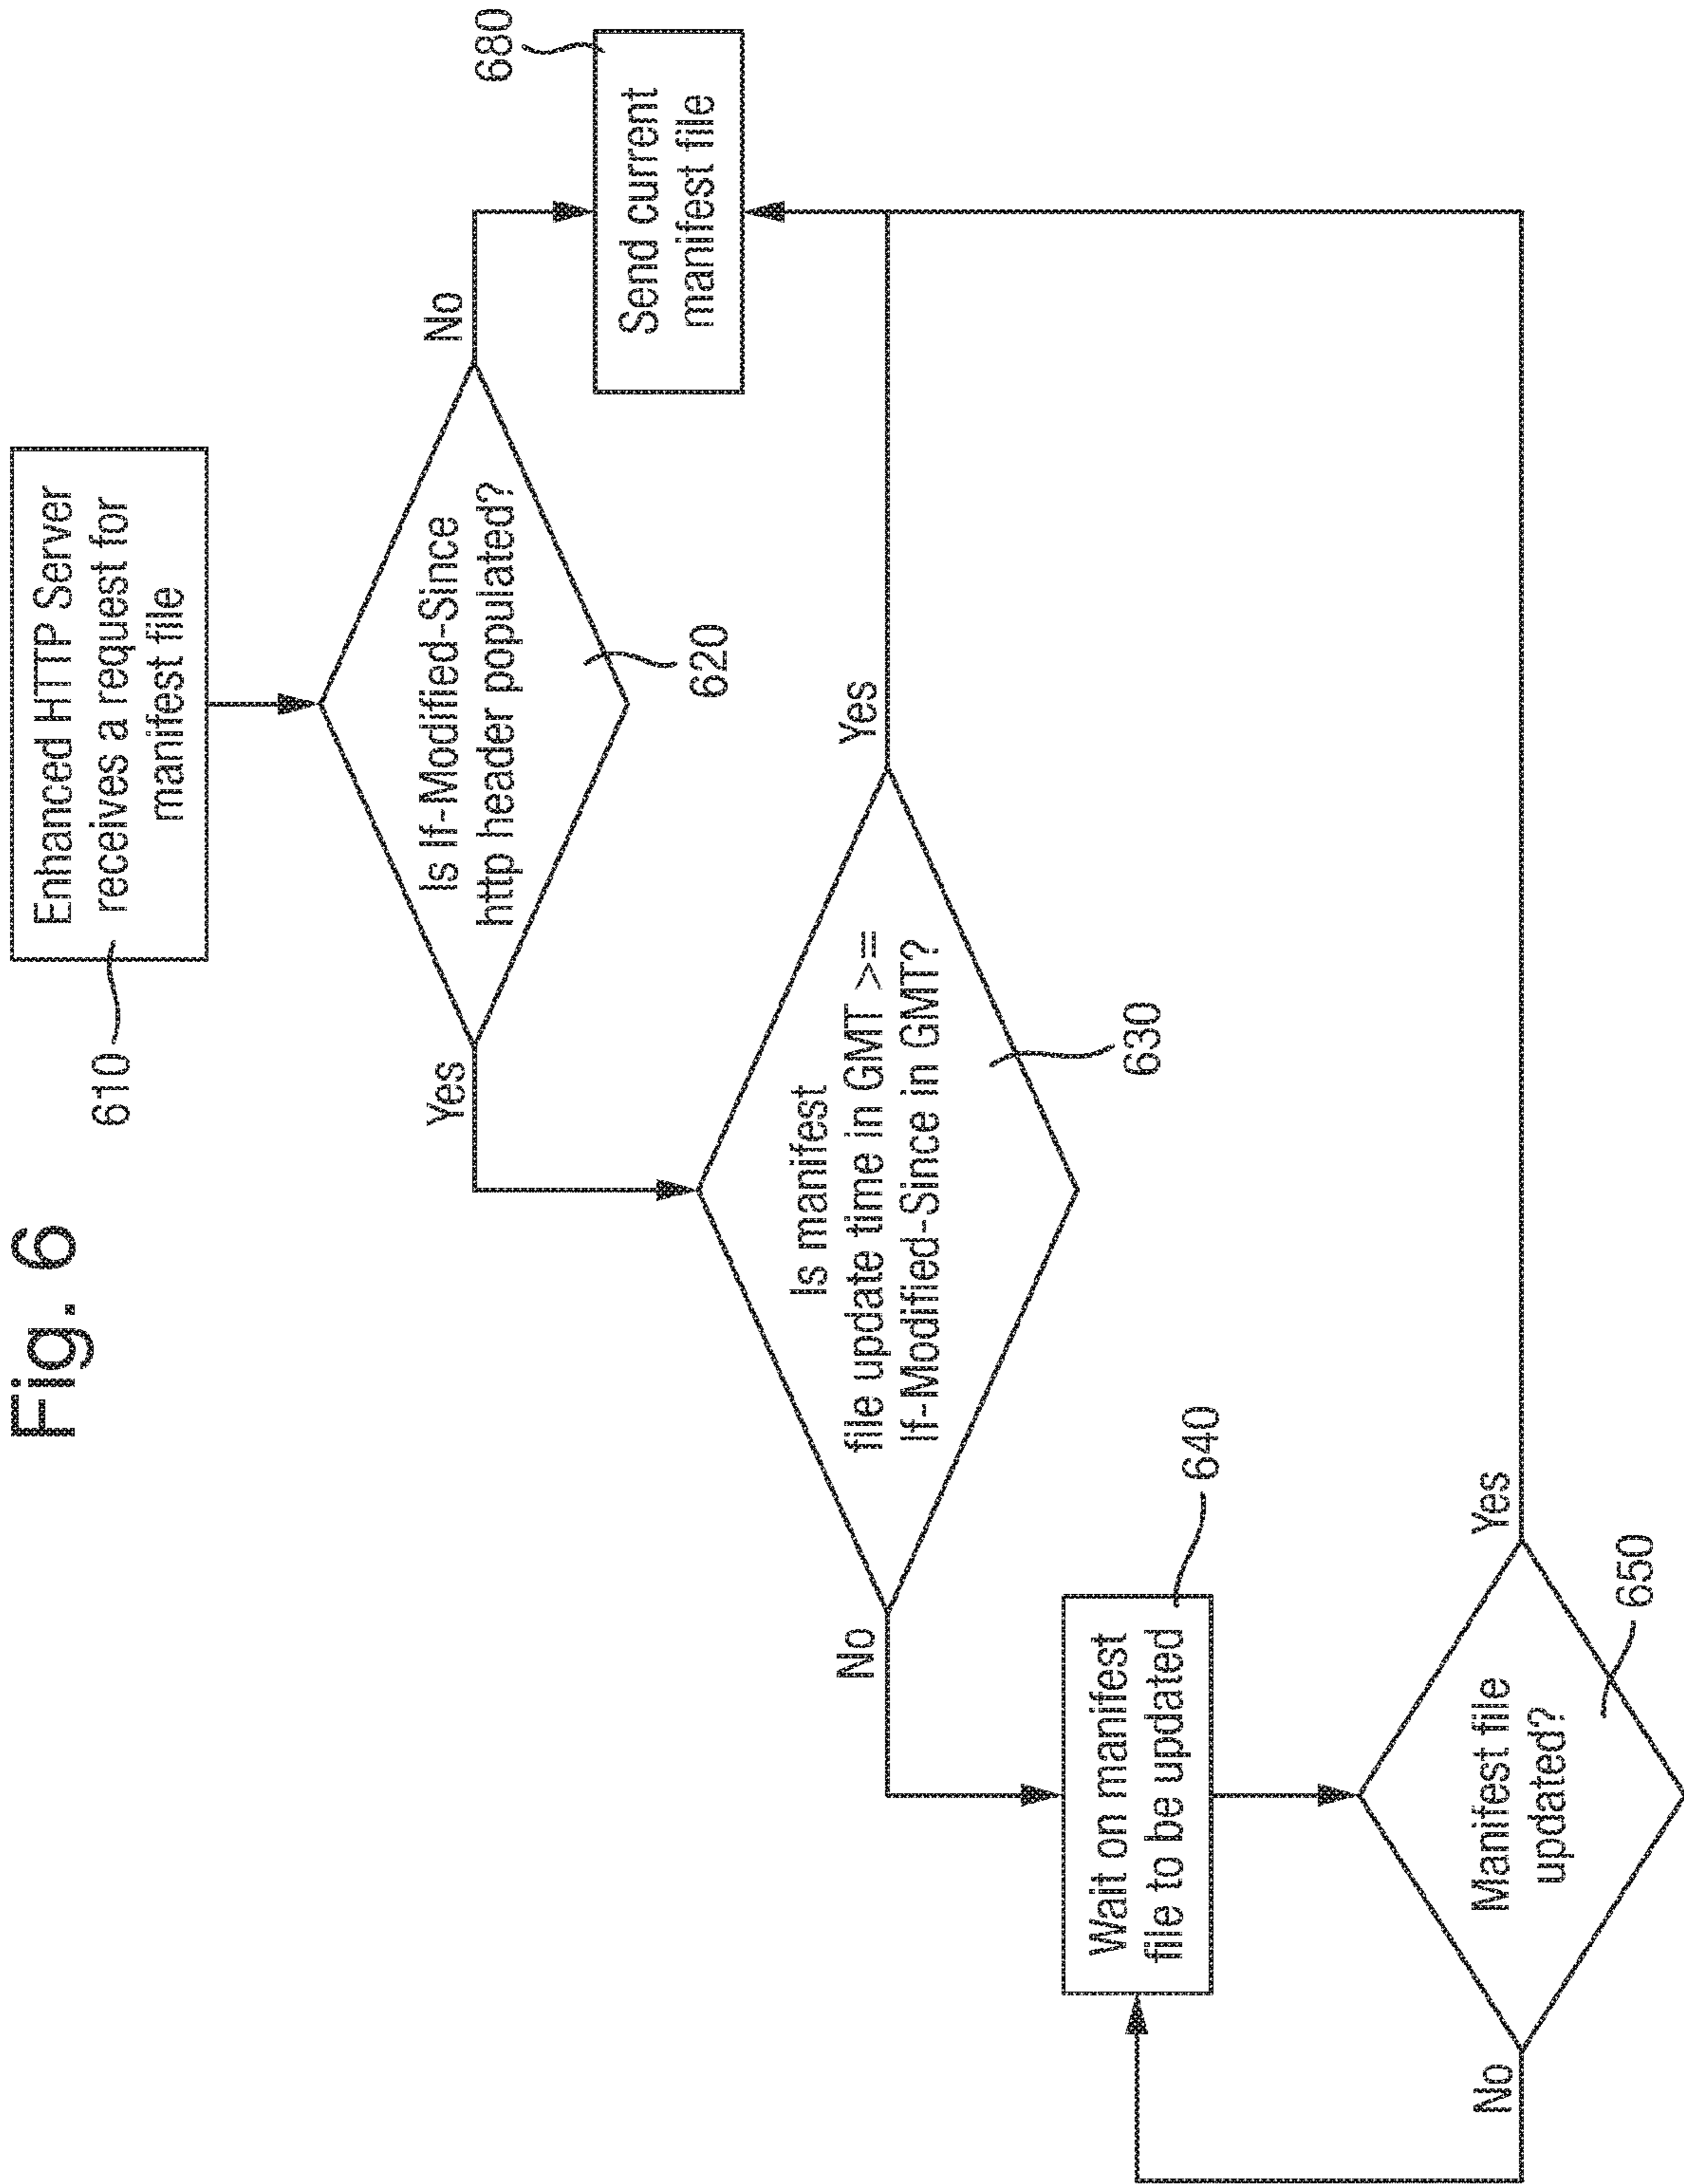 Fig. 6
610
Enhanced HTTP Server
receives a request for
manifest file
Is If-Modified-Since
http header populated?
620
Yes
No
680
Send current
manifest file
Is manifest
file update time in GMT >=
If-Modified-Since in GMT?
630
No
Yes
Wait on manifest
file to be updated
640
Manifest file
updated?
650
No
Yes